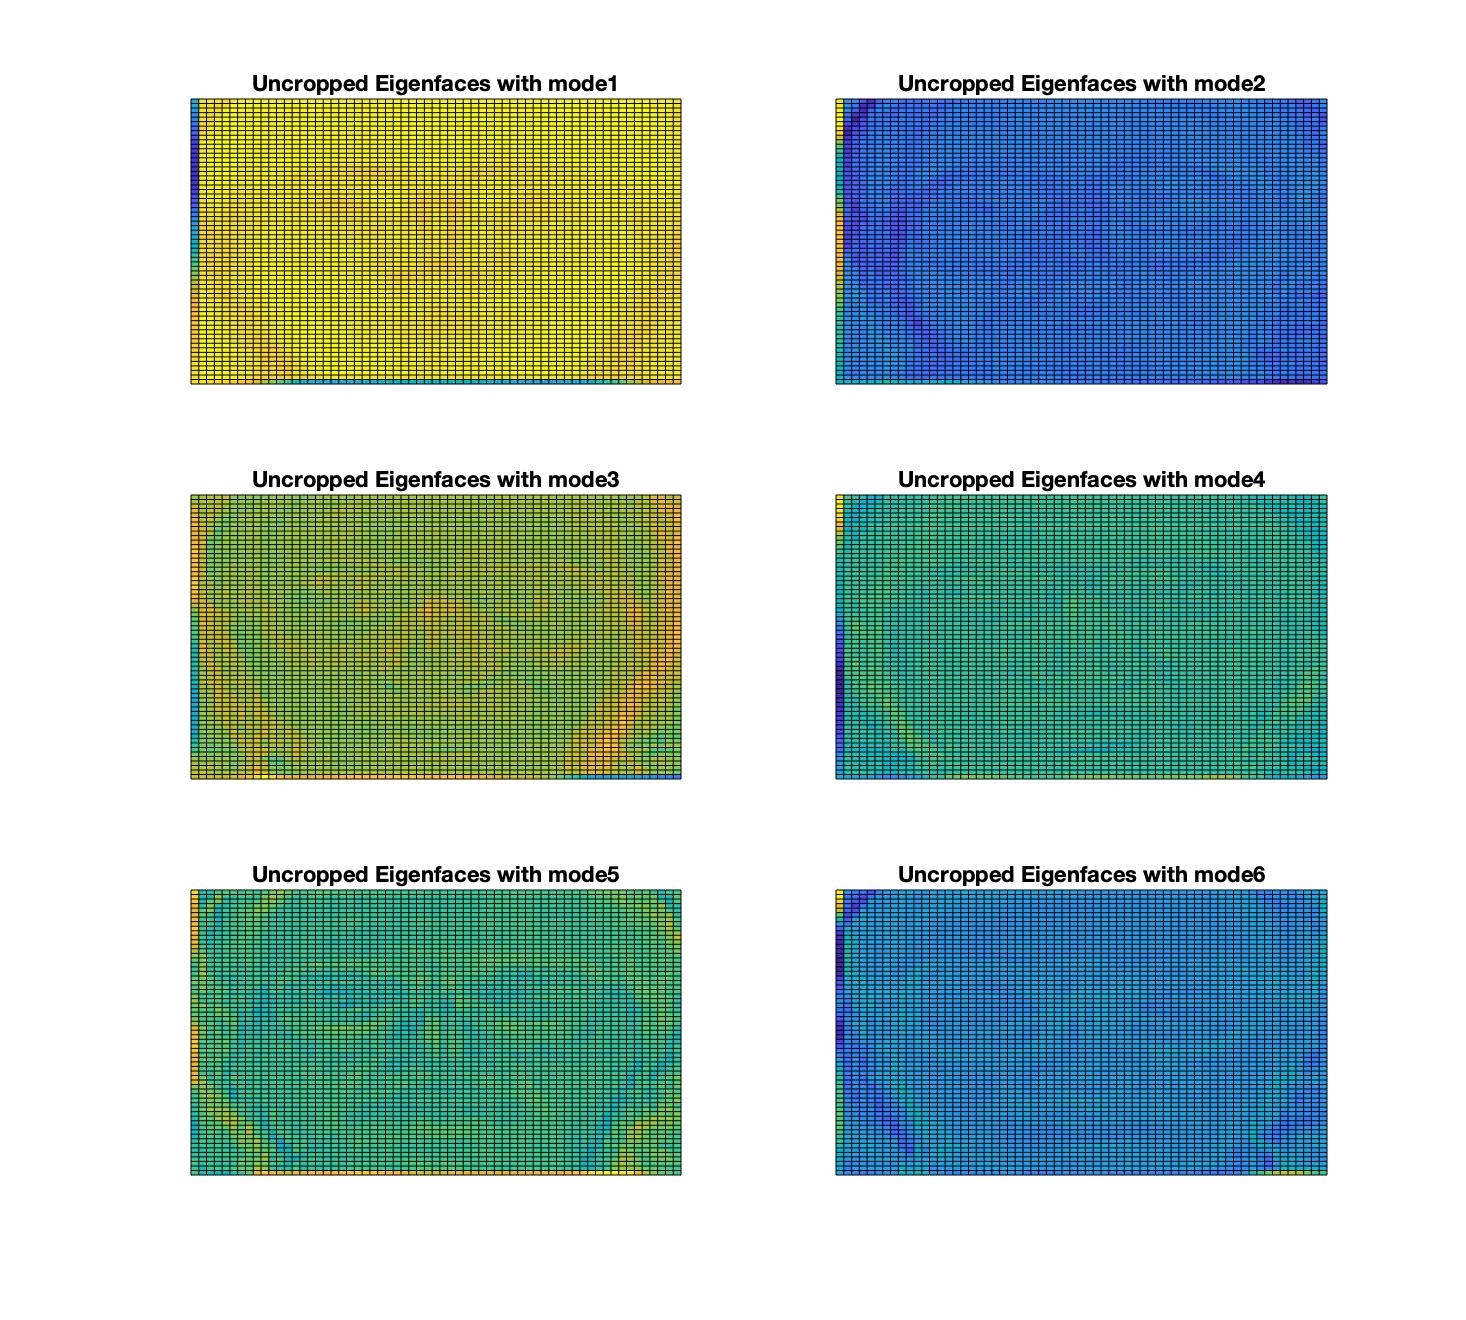 Uncropped Eigenfaces with mode1
Uncropped Eigenfaces with mode2
Uncropped Eigenfaces with mode3
Uncropped Eigenfaces with mode4
Uncropped Eigenfaces with mode5
Uncropped Eigenfaces with mode6